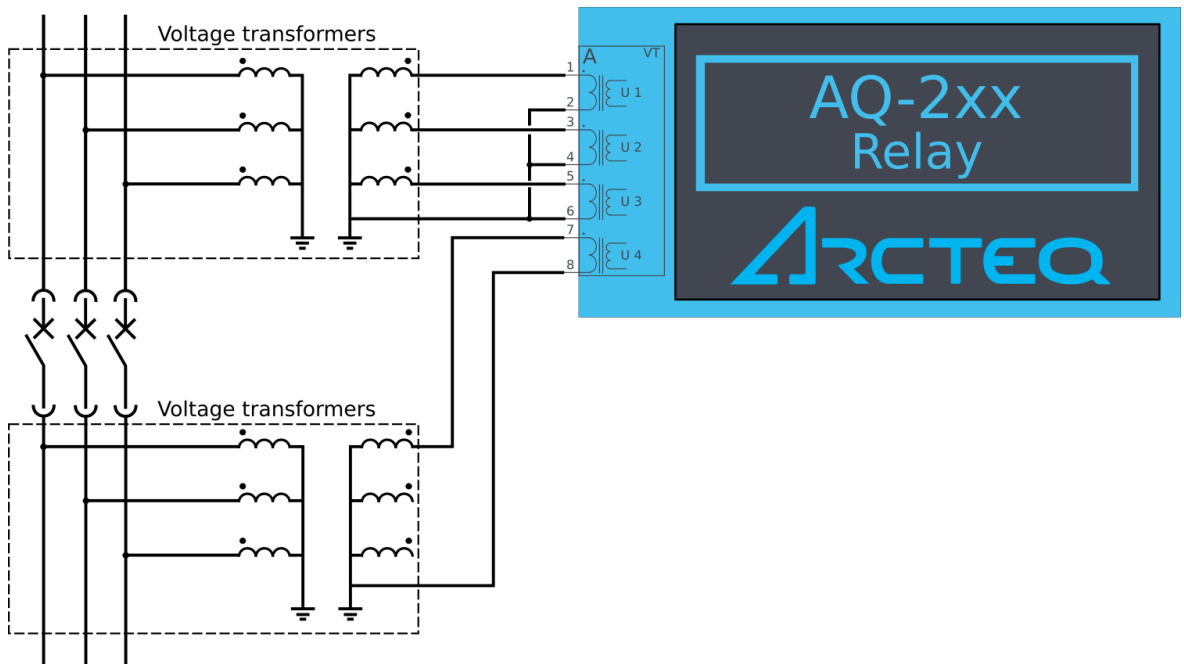 Voltage transformers
A
VT
1
U 1
2
3
U 2
4
5
U 3
6
7
U 4
8
AQ-2xx
Relay
ARCTEQ
Voltage transformers